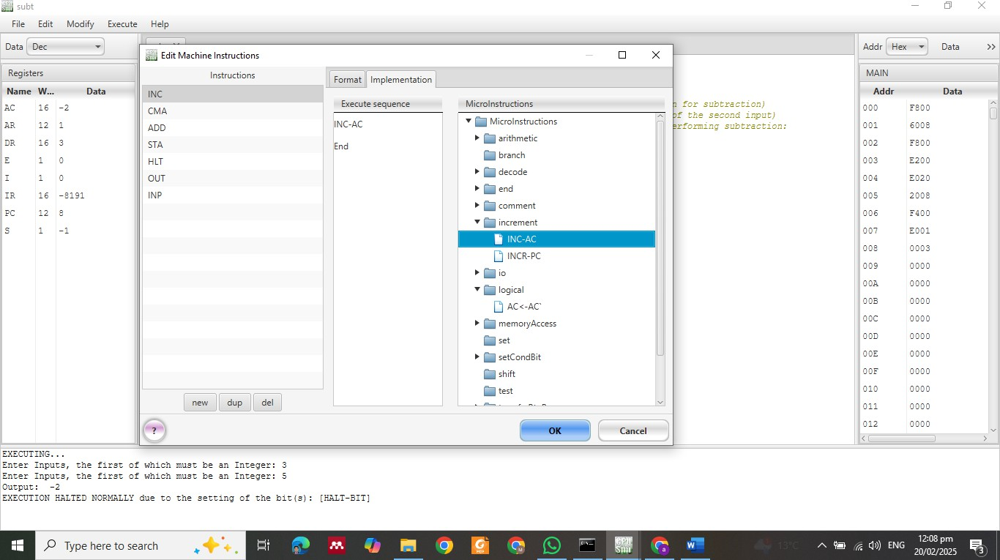 subt
File Edit Modify Execute Help
Data Dec
Registers
Name W... Data
AC 16 -2
AR 12 1
DR 16 3
E 1 0
I 1 0
IR 16 -8191
PC 12 8
S 1 -1
Edit Machine Instructions
Instructions
INC
CMA
ADD
STA
HLT
OUT
INP
new dup del
Format Implementation
Execute sequence
INC-AC
End
MicroInstructions
MicroInstructions
arithmetic
branch
decode
end
comment
increment
INC-AC
INCR-PC
io
logical
AC<-AC`
memoryAccess
set
setCondBit
shift
test
?
OK Cancel
for subtraction)
of the second input)
performing subtraction:
Addr Hex Data >>
MAIN
Addr Data
000 F800
001 6008
002 F800
003 E200
004 E020
005 2008
006 F400
007 E001
008 0003
009 0000
00A 0000
00B 0000
00C 0000
00D 0000
00E 0000
00F 0000
010 0000
011 0000
012 0000
EXECUTING...
Enter Inputs, the first of which must be an Integer: 3
Enter Inputs, the first of which must be an Integer: 5
Output: -2
EXECUTION HALTED NORMALLY due to the setting of the bit(s): [HALT-BIT]
Type here to search
13°C
ENG
12:08 pm
20/02/2025
3